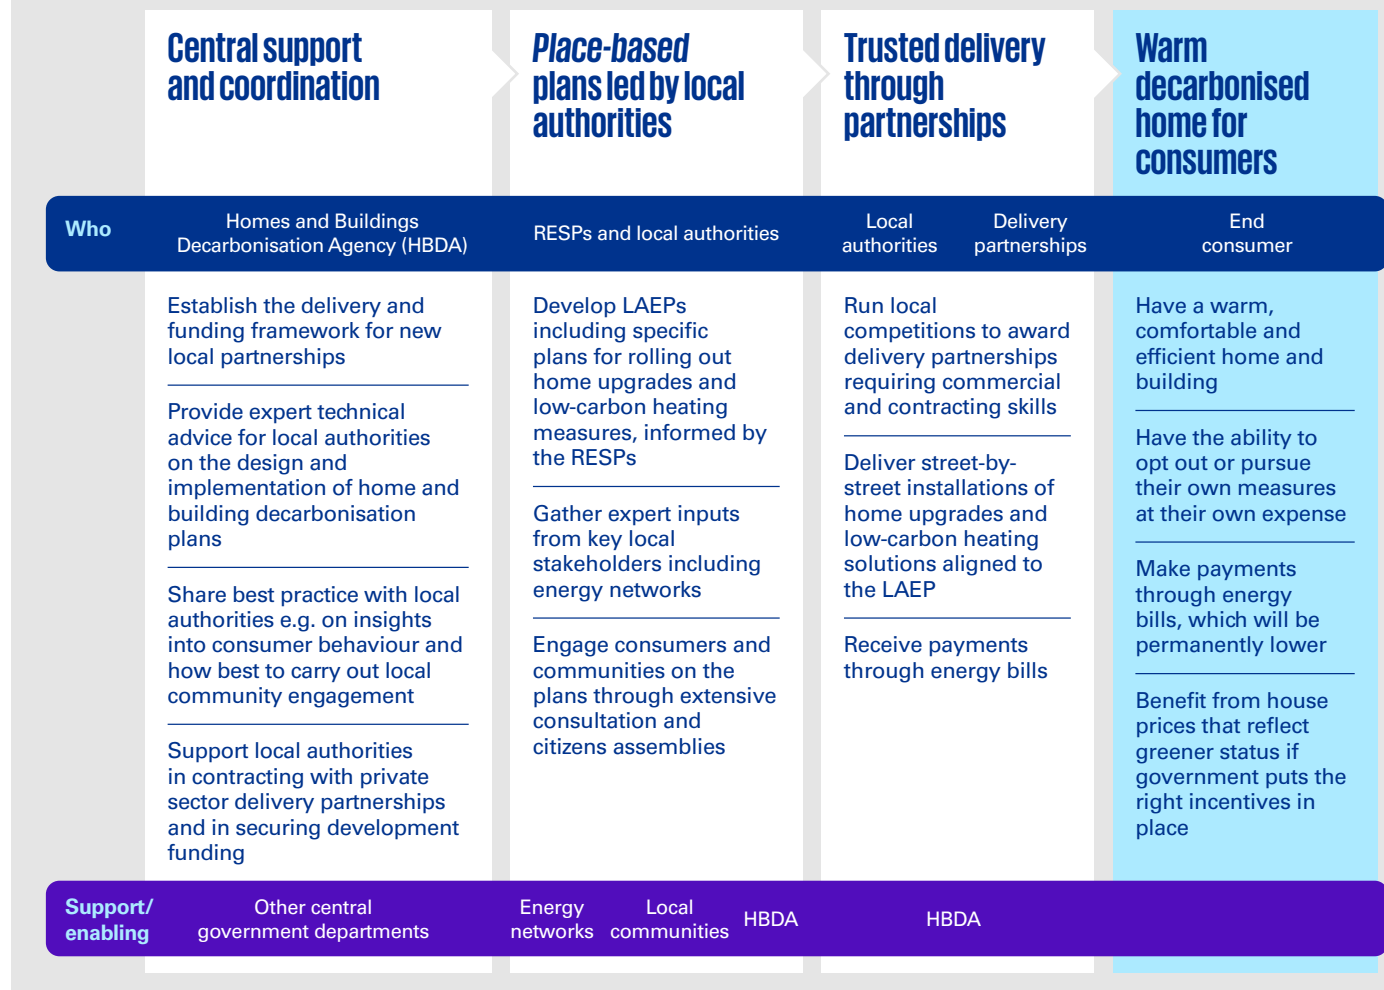 Central support
and coordination
Place-based
plans led by local
authorities
Trusted delivery
through
partnerships
Warm
decarbonised
home for
consumers
Who
Homes and Buildings
Decarbonisation Agency (HBDA)
RESPs and local authorities
Local
authorities
Delivery
partnerships
End
consumer
Establish the delivery and
funding framework for new
local partnerships
Provide expert technical
advice for local authorities
on the design and
implementation of home and
building decarbonisation
plans
Share best practice with local
authorities e.g. on insights
into consumer behaviour and
how best to carry out local
community engagement
Support local authorities
in contracting with private
sector delivery partnerships
and in securing development
funding
Develop LAEPs
including specific
plans for rolling out
home upgrades and
low-carbon heating
measures, informed by
the RESPs
Gather expert inputs
from key local
stakeholders including
energy networks
Engage consumers and
communities on the
plans through extensive
consultation and
citizens assemblies
Run local
competitions to award
delivery partnerships
requiring commercial
and contracting skills
Deliver street-by-
street installations of
home upgrades and
low-carbon heating
solutions aligned to
the LAEP
Receive payments
through energy bills
Have a warm,
comfortable and
efficient home and
building
Have the ability to
opt out or pursue
their own measures
at their own expense
Make payments
through energy
bills, which will be
permanently lower
Benefit from house
prices that reflect
greener status if
government puts the
right incentives in
place
Support/
enabling
Other central
government departments
Energy
networks
Local
communities
HBDA
HBDA